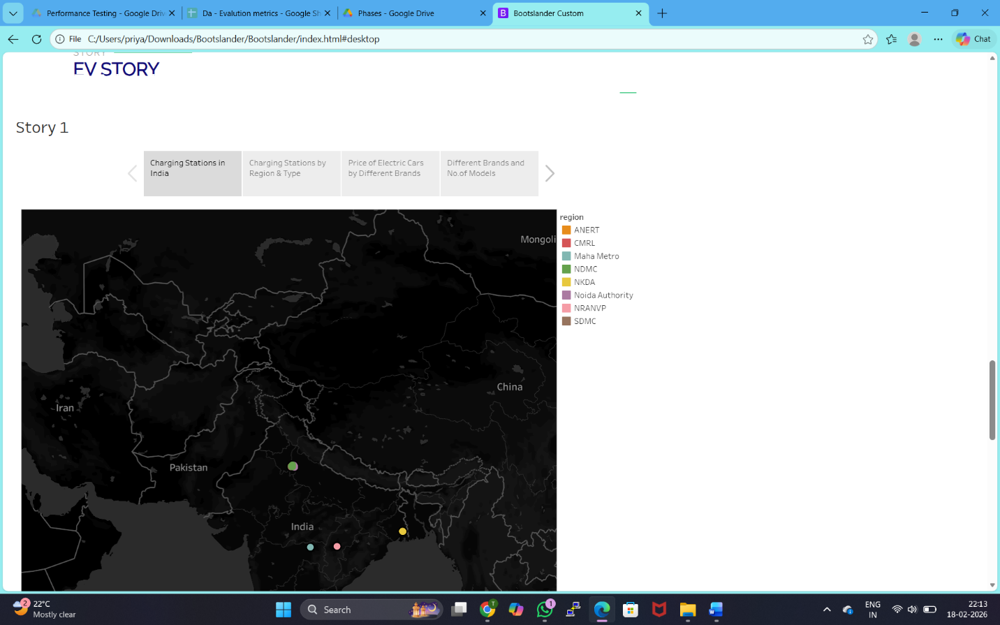 Performance Testing - Google Driv
Da - Evalution metrics - Google Sh
Phases - Google Drive
Bootslander Custom
File C:/Users/priya/Downloads/Bootslander/Bootslander/index.html#desktop
Chat
STORY
EV STORY
Story 1
Charging Stations in
India
Charging Stations by
Region & Type
Price of Electric Cars
by Different Brands
Different Brands and
No.of Models
region
ANERT
CMRL
Maha Metro
NDMC
NKDA
Noida Authority
NRANVP
SDMC
Mongoli
China
Iran
Pakistan
India
2
22°C
Mostly clear
Search
T
1
W
ENG
IN
22:13
18-02-2026